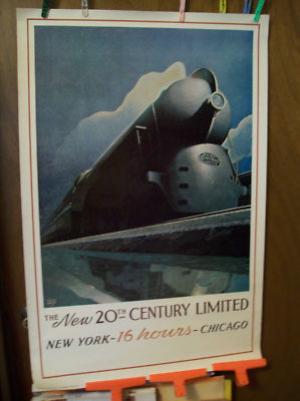 THE New 20TH CENTURY LIMITED
NEW YORK-16 hours-CHICAGO